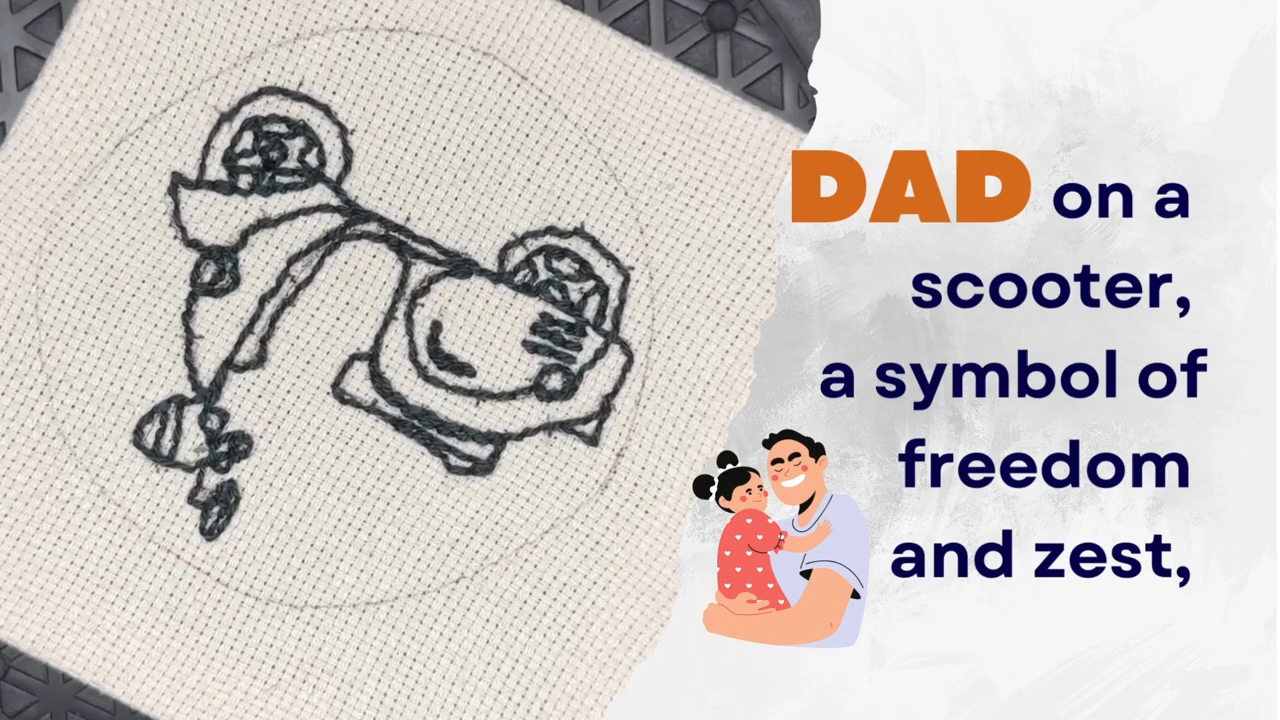 DAD on a
scooter,
a symbol of
freedom
and zest,